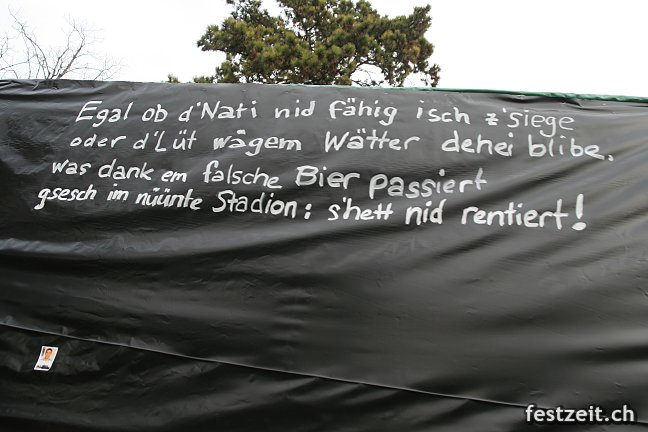 Egal ob d'Nati nid fähig isch z'siege
oder d'Lüt wägem Wätter dehei blibe.
was dank em falsche Bier passiert
gsesch im nüünte Stadion: s'hett nid rentiert!
festzeit.ch